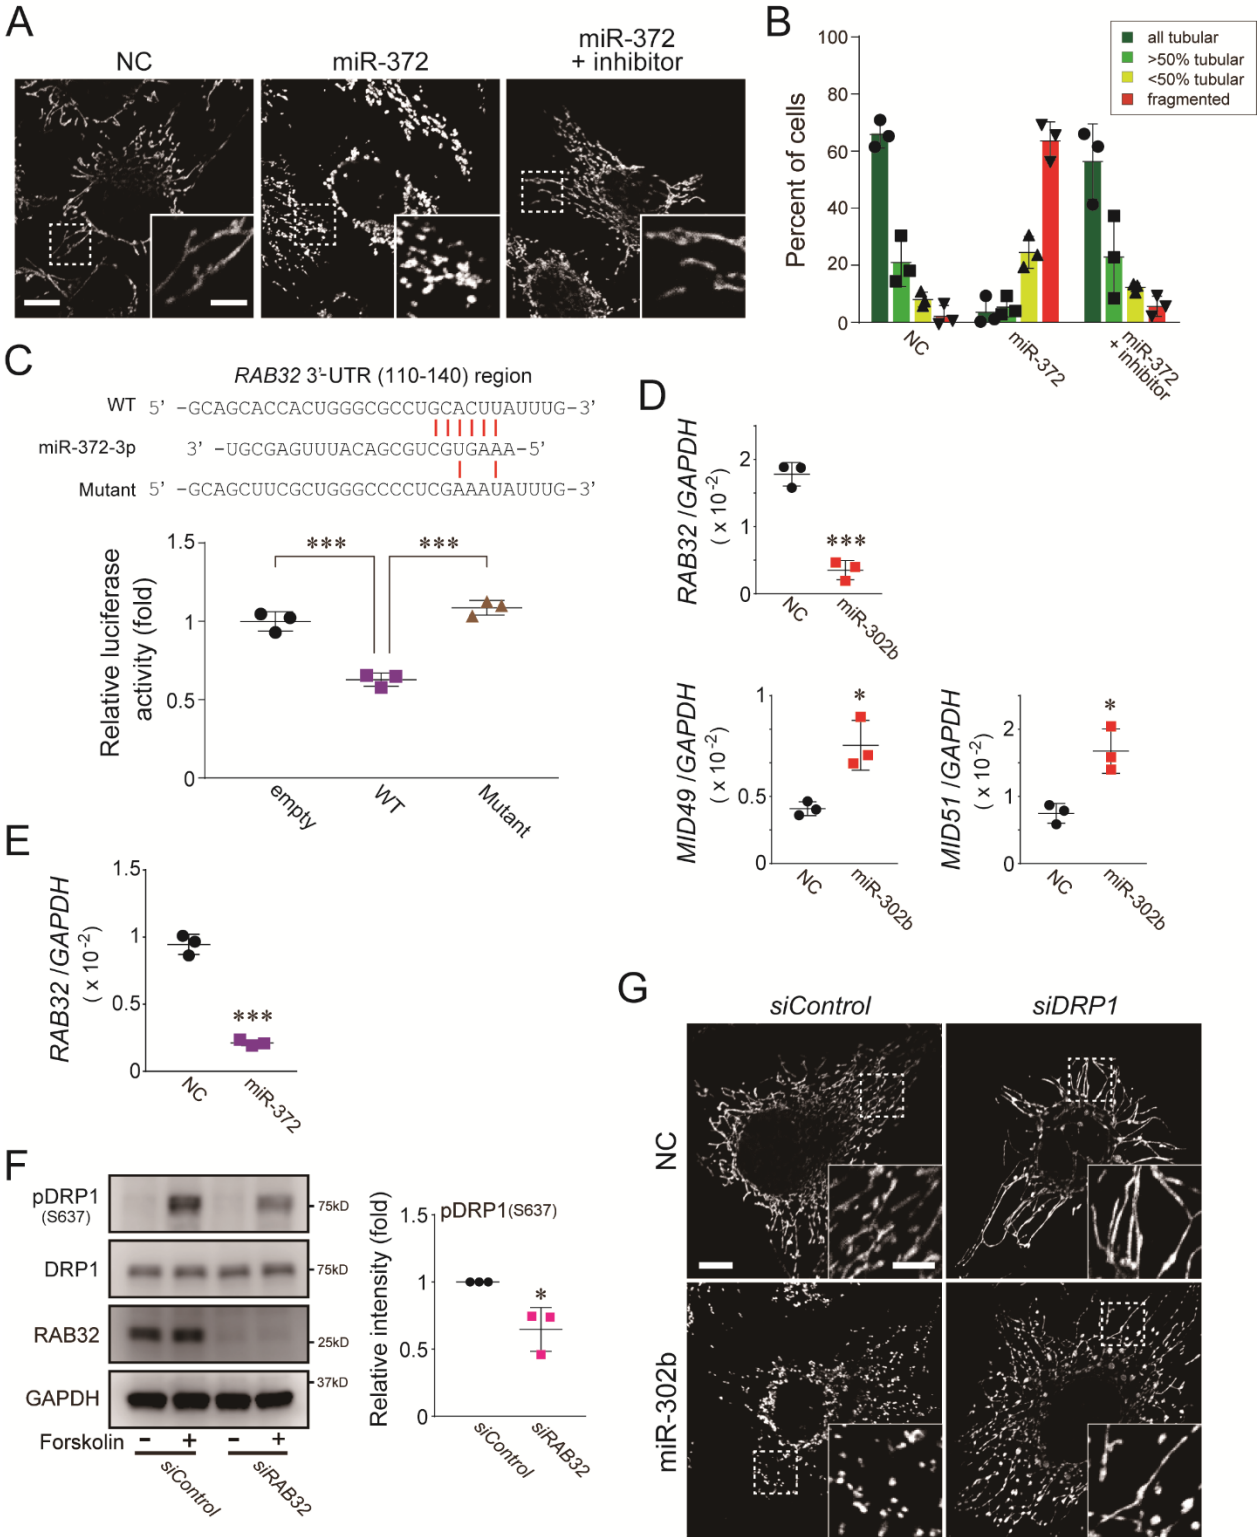 A
NC
miR-372
miR-372
+ inhibitor
B
Percent of cells
100
80
60
40
20
0
all tubular
>50% tubular
<50% tubular
fragmented
NC
miR-372
miR-372
+ inhibitor
C
RAB32 3'-UTR (110-140) region
WT 5' -GCAGCACCACTGGGCGCCTGCACUUAUUUG-3'
miR-372-3p 3' -UGCGAGUUUACAGCGUCGUGAAA-5'
Mutant 5' -GCAGCUUCGCUGGGCCCCUCGAAAUAUUUG-3'
Relative luciferase
activity (fold)
1.5
1
0.5
0
*** ***
empty
WT
Mutant
D
RAB32 /GAPDH
( x 10-2)
2
1
0
***
NC
miR-302b
MID49 /GAPDH
( x 10-2)
1
0.5
0
*
NC
miR-302b
MID51 /GAPDH
( x 10-2)
2
1
0
*
NC
miR-302b
E
RAB32 /GAPDH
( x 10-2)
1.5
1
0.5
0
***
NC
miR-372
F
pDRP1
(S637)
75kD
DRP1
75kD
RAB32
25kD
37kD
GAPDH
Forskolin - + - +
siControl
siRAB32
Relative intensity (fold)
pDRP1(S637)
1.5
1
0.5
0
*
siControl
siRAB32
G
siControl
siDRP1
NC
miR-302b